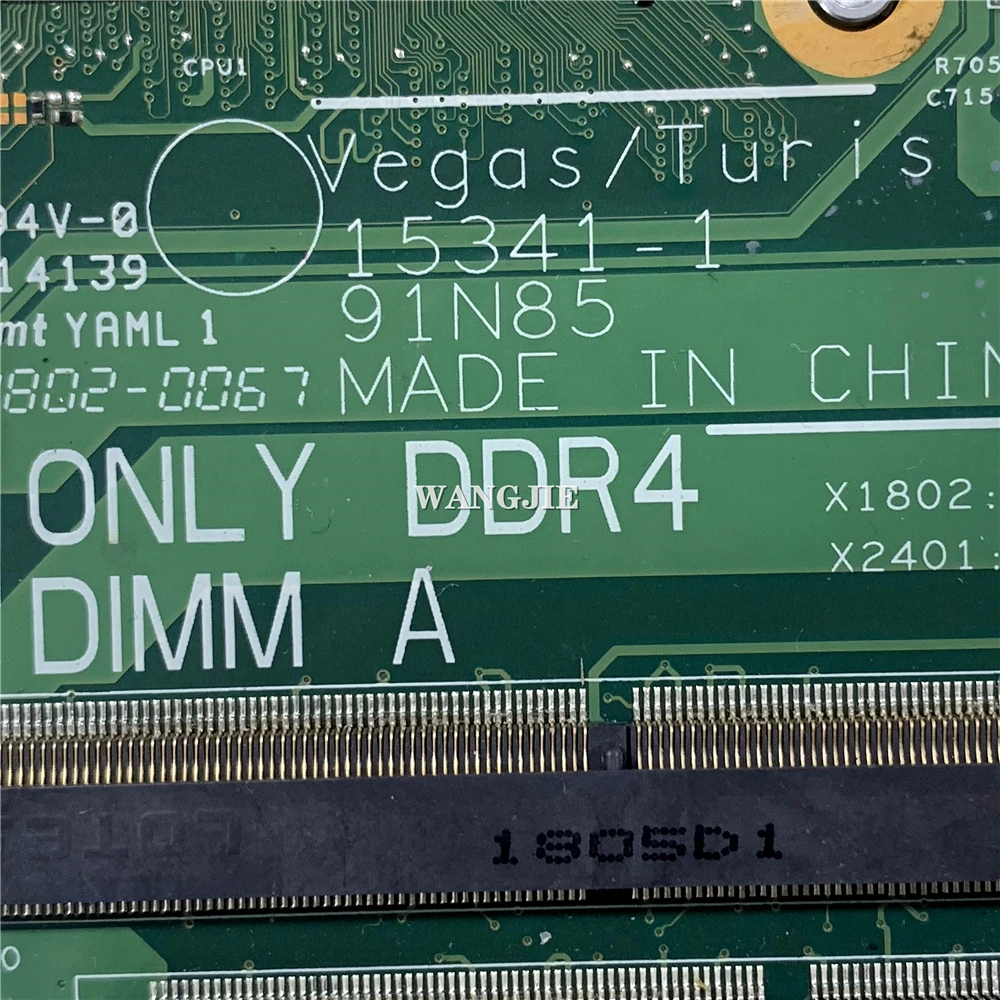 CPU1
R705
C715
Vegas/Turis
94V-0
15341-1
14139
91N85
mt YAML 1
MADE IN CHIN
802-0067
ONLY DDR4
WANGJIE
X1802:
X2401:
DIMM A
1805D1